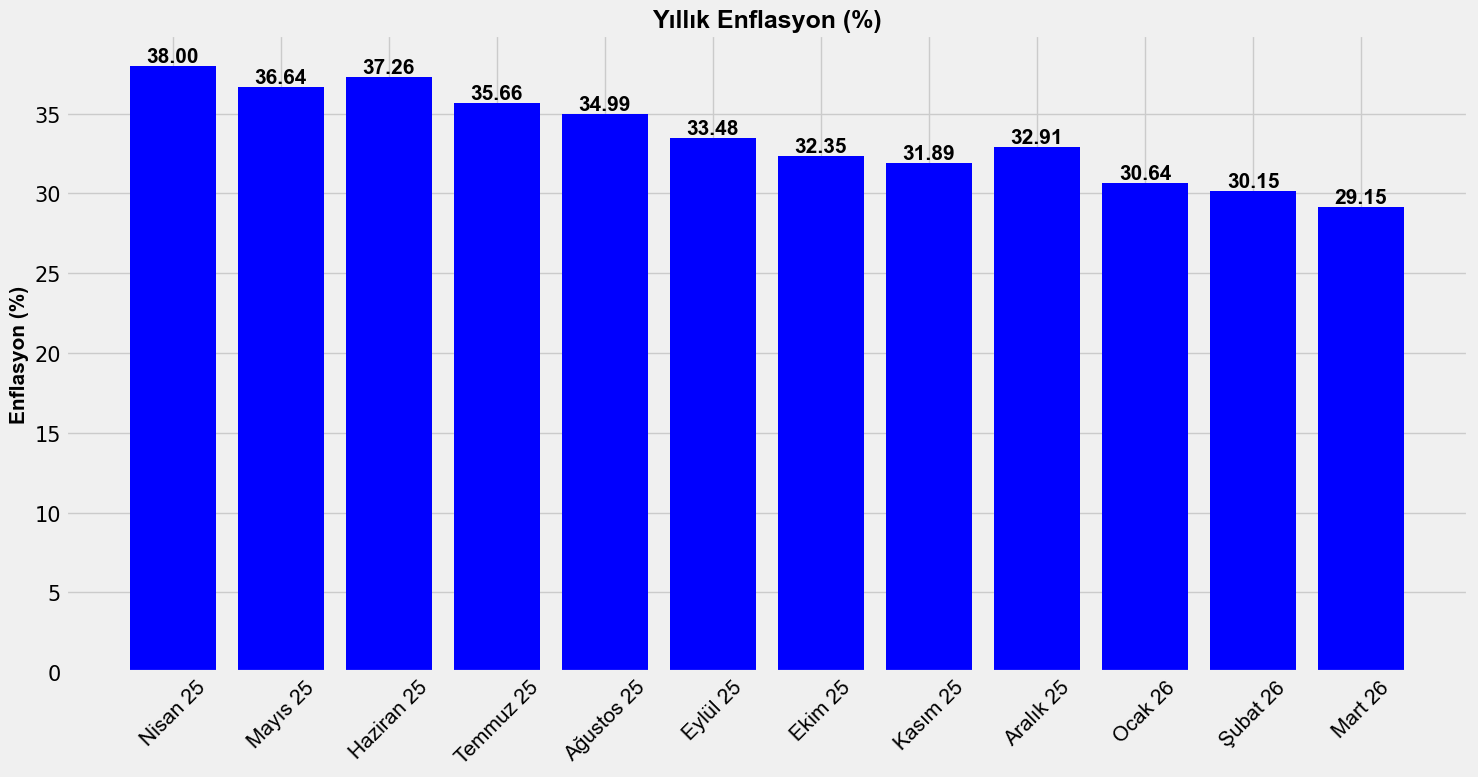 Yıllık Enflasyon (%)
38.00
36.64
37.26
35.66
34.99
33.48
32.35
31.89
32.91
30.64
30.15
29.15
Enflasyon (%)
35
30
25
20
15
10
5
0
Nisan 25
Mayıs 25
Haziran 25
Temmuz 25
Ağustos 25
Eylül 25
Ekim 25
Kasım 25
Aralık 25
Ocak 26
Şubat 26
Mart 26